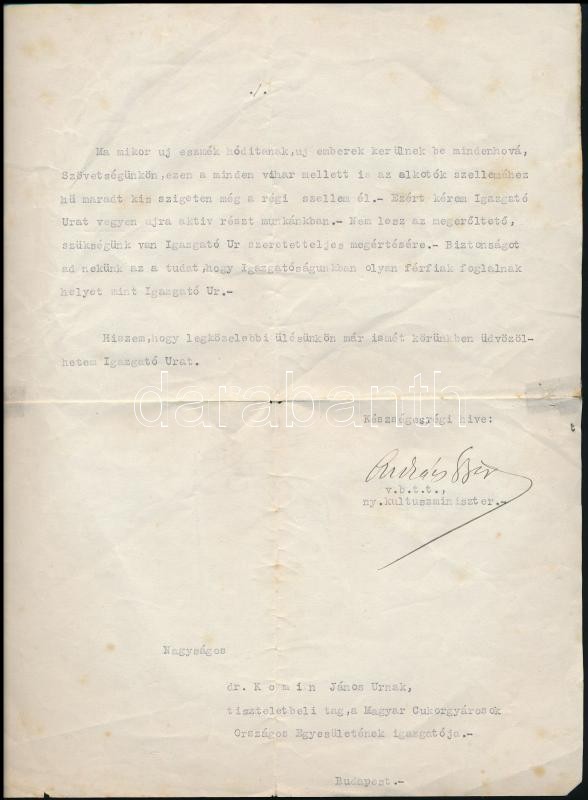 ./.
Ma mikor uj eszmék hóditanak,uj emberek kerülnek be mindenhová,
Szövetségünkön,ezen a minden vihar mellett is az alkotók szelleméhez
hü maradt kis szigeten még a régi szellem él.- Ezért kérem Igazgató
Urat vegyen ujra aktiv részt munkánkban.- Nem lesz az megerőltető,
szükségünk van Igazgató Ur szeretetteljes megértésére.- Biztonságot
ad nekünk az a tudat,hogy Igazgatóságunkban olyan férfiak foglalnak
helyet mint Igazgató Ur.-
Hiszem,hogy legközelebbi ülésünkön már ismét körünkben üdvözöl-
hetem Igazgató Urat.
darabanth
Készségesrégi hive:
v.b.t.t.,
ny.kultuszminiszter.-
Nagyságos
dr. K o m i n János Urnak,
tiszteletbeli tag,a Magyar Cukorgyárosok
Országos Egyesületének igazgatója.-
Budapest.-